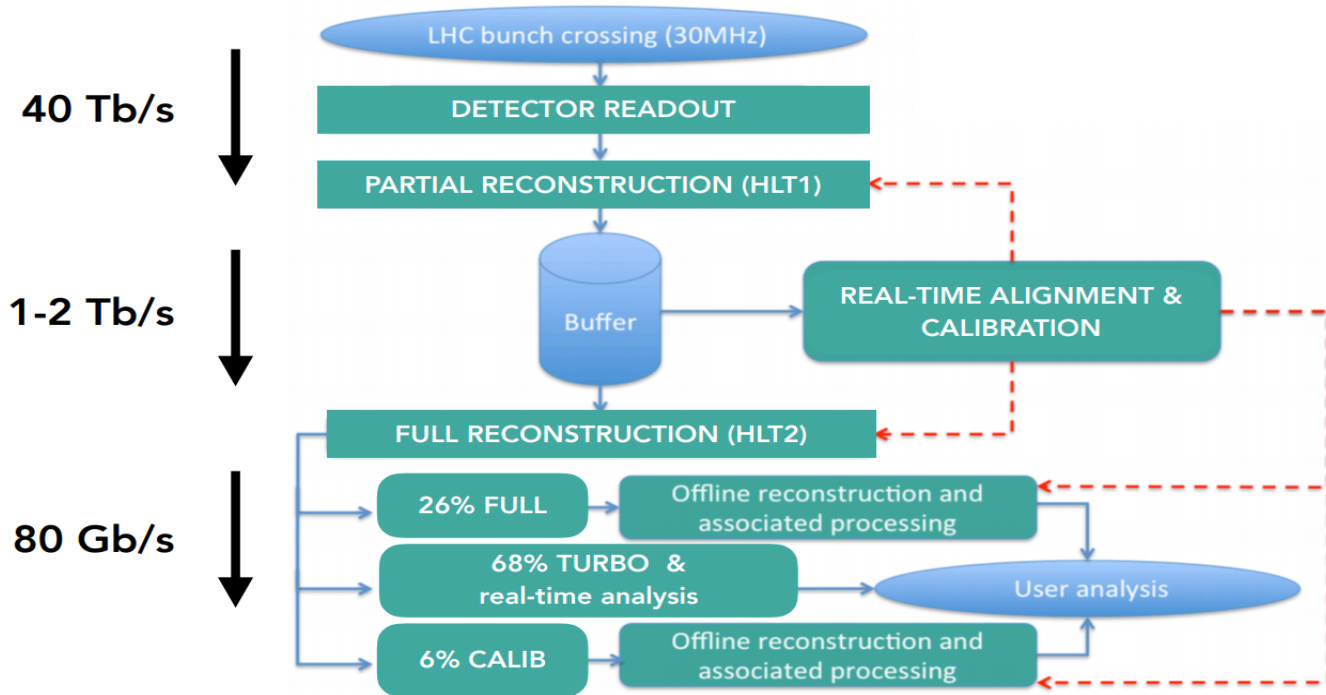 LHC bunch crossing (30MHz)
40 Tb/s
DETECTOR READOUT
PARTIAL RECONSTRUCTION (HLT1)
1-2 Tb/s
Buffer
REAL-TIME ALIGNMENT &
CALIBRATION
FULL RECONSTRUCTION (HLT2)
80 Gb/s
26% FULL
Offline reconstruction and
associated processing
68% TURBO &
real-time analysis
User analysis
6% CALIB
Offline reconstruction and
associated processing